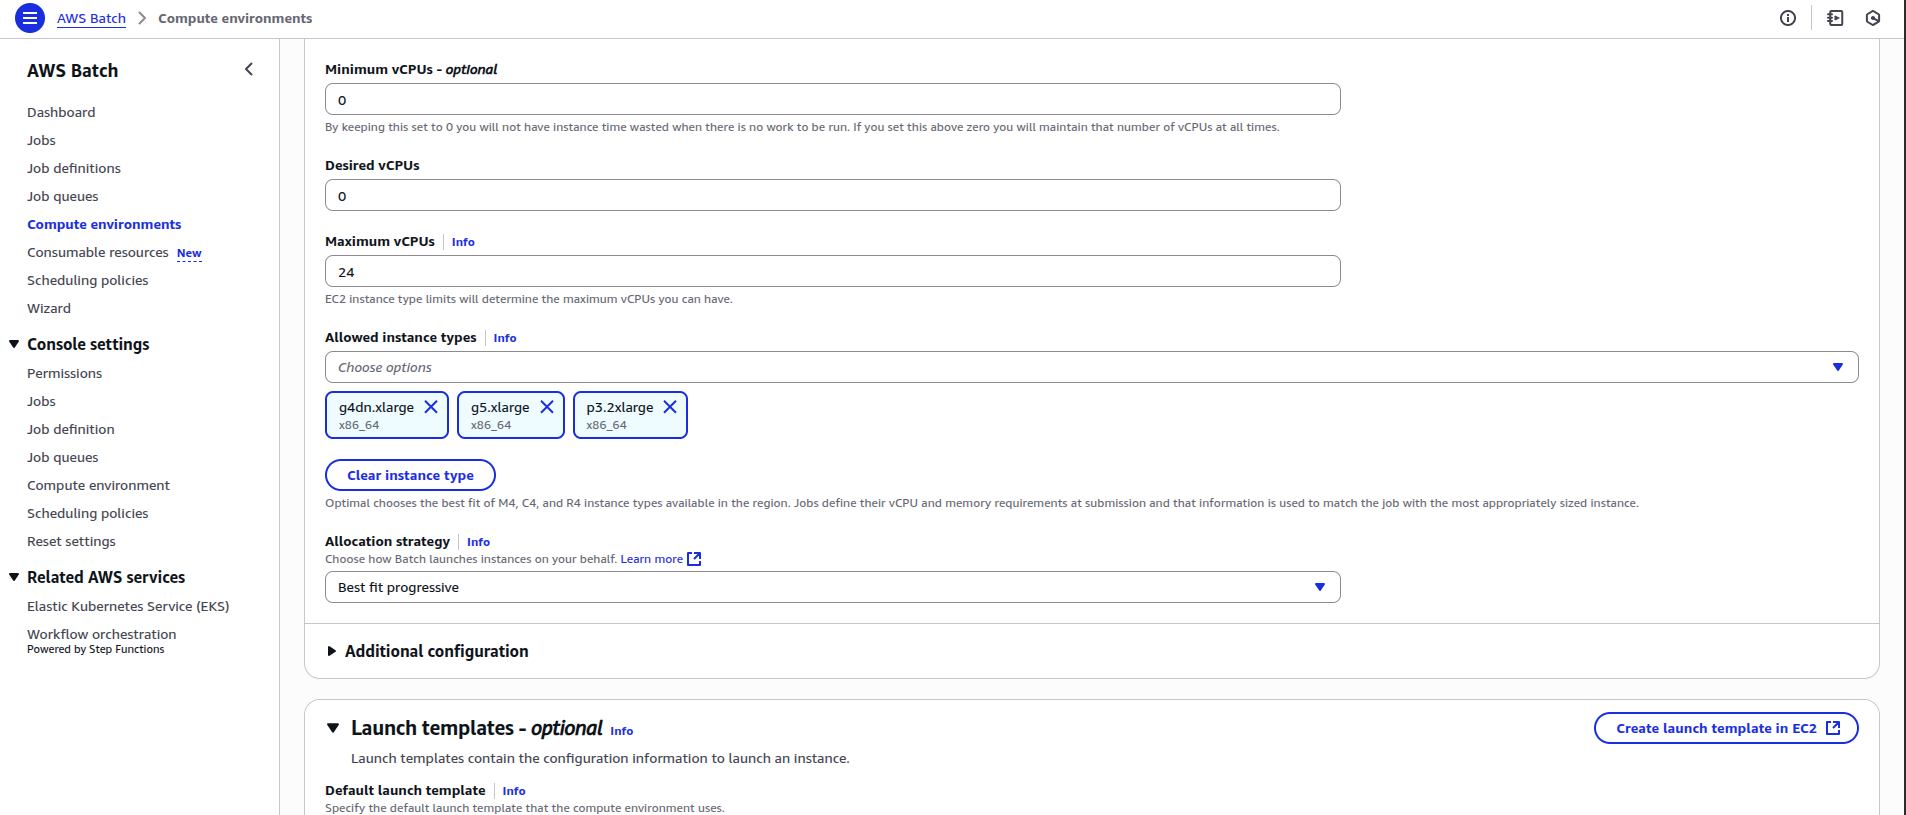 AWS Batch
Compute environments
AWS Batch
Dashboard
Jobs
Job definitions
Job queues
Compute environments
Consumable resources New
Scheduling policies
Wizard
Console settings
Permissions
Jobs
Job definition
Job queues
Compute environment
Scheduling policies
Reset settings
Related AWS services
Elastic Kubernetes Service (EKS)
Workflow orchestration
Powered by Step Functions
Minimum vCPUs - optional
0
By keeping this set to 0 you will not have instance time wasted when there is no work to be run. If you set this above zero you will maintain that number of vCPUs at all times.
Desired vCPUs
0
Maximum vCPUs Info
24
EC2 instance type limits will determine the maximum vCPUs you can have.
Allowed instance types Info
Choose options
g4dn.xlarge
x86_64
g5.xlarge
x86_64
p3.2xlarge
x86_64
Clear instance type
Optimal chooses the best fit of M4, C4, and R4 instance types available in the region. Jobs define their vCPU and memory requirements at submission and that information is used to match the job with the most appropriately sized instance.
Allocation strategy Info
Choose how Batch launches instances on your behalf. Learn more
Best fit progressive
Additional configuration
Launch templates - optional Info
Create launch template in EC2
Launch templates contain the configuration information to launch an instance.
Default launch template Info
Specify the default launch template that the compute environment uses.